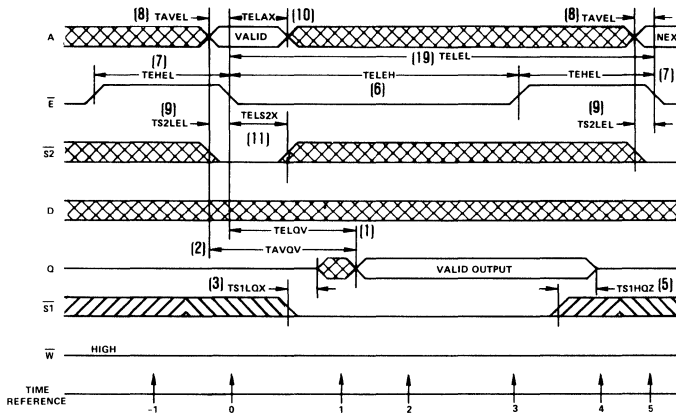 (8) TAVEL TELAX (10) (8) TAVEL
A VALID NEX
(19) TELEL
(7) TEHEL TELEH TEHEL (7)
(6)
E
(9) TELS2X (9)
TS2LEL (11) TS2LEL
S2
D
TELQV (1)
(2) TAVQV
Q VALID OUTPUT
(3) TS1LQX TS1HQZ (5)
S1
W HIGH
TIME
REFERENCE
-1 0 1 2 3 4 5